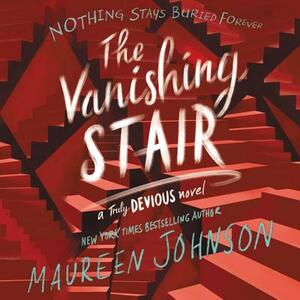 NOTHING STAYS BURIED FOREVER
The
Vanishing
STAIR
a Truly DEVIOUS novel
NEW YORK TIMES BESTSELLING AUTHOR
MAUREEN JOHNSON